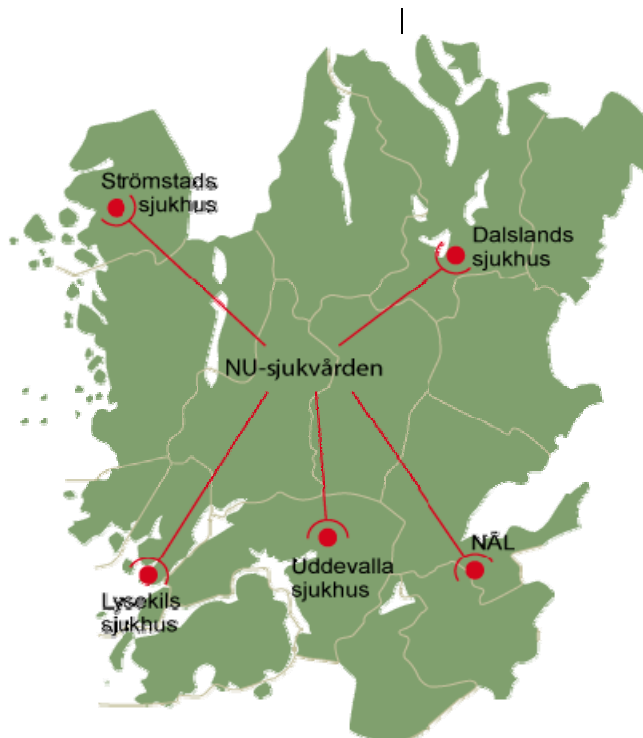 Strömstads
sjukhus
Dalslands
sjukhus
NU-sjukvården
NÄL
Uddevalla
sjukhus
Lysekils
sjukhus